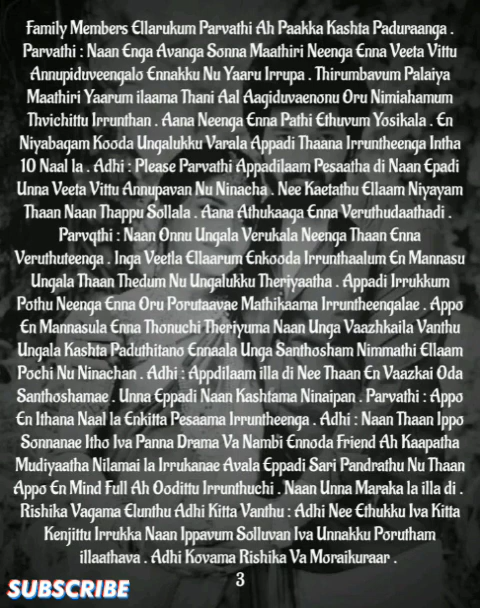 Family Members Ellarukum Parvathi Ah Paakka Kashta Paduraanga .
Parvathi : Naan Enga Avanga Sonna Maathiri Neenga Enna Veeta Vittu
Annupiduveengalo Ennakku Nu Yaaru Irrupa . Thirumbavum Palaiya
Maathiri Yaarum ilaama Thani Aal Aagiduvaenonu Oru Nimiahamum
Thvichittu Irrunthan . Aana Neenga Enna Pathi Ethuvum Yosikala . En
Niyabagam Kooda Ungalukku Varala Appadi Thaana Irruntheenga Intha
10 Naal la . Adhi : Please Parvathi Appadilaam Pesaatha di Naan Epadi
Unna Veeta Vittu Annupavan Nu Ninacha . Nee Kaetathu Ellaam Niyayam
Thaan Naan Thappu Sollala . Aana Athukaaga Enna Veruthudaathadi .
Parvqthi : Naan Onnu Ungala Verukala Neenga Thaan Enna
Veruthuteenga . Inga Veetla Ellaarum Enkooda Irrunthaalum En Mannasu
Ungala Thaan Thedum Nu Ungalukku Theriyaatha . Appadi Irrukkum
Pothu Neenga Enna Oru Porutaavae Mathikaama Irruntheengalae . Appo
En Mannasula Enna Thonuchi Theriyuma Naan Unga Vaazhkaila Vanthu
Ungala Kashta Paduthitano Ennaala Unga Santhosham Nimmathi Ellaam
Pochi Nu Ninachan . Adhi : Appdilaam illa di Nee Thaan En Vaazkai Oda
Santhoshamae . Unna Eppadi Naan Kashtama Ninaipan . Parvathi : Appo
En Ithana Naal la Enkitta Pesaama Irruntheenga . Adhi : Naan Thaan Ippo
Sonnanae Itho Iva Panna Drama Va Nambi Ennoda Friend Ah Kaapatha
Mudiyaatha Nilamai la Irrukanae Avala Eppadi Sari Pandrathu Nu Thaan
Appo En Mind Full Ah Oodittu Irrunthuchi . Naan Unna Maraka la illa di .
Rishika Vagama Elunthu Adhi Kitta Vanthu : Adhi Nee Ethukku Iva Kitta
Kenjittu Irrukka Naan Ippavum Solluvan Iva Unnakku Porutham
illaathava . Adhi Kovama Rishika Va Moraikuraar .
3
SUBSCRIBE